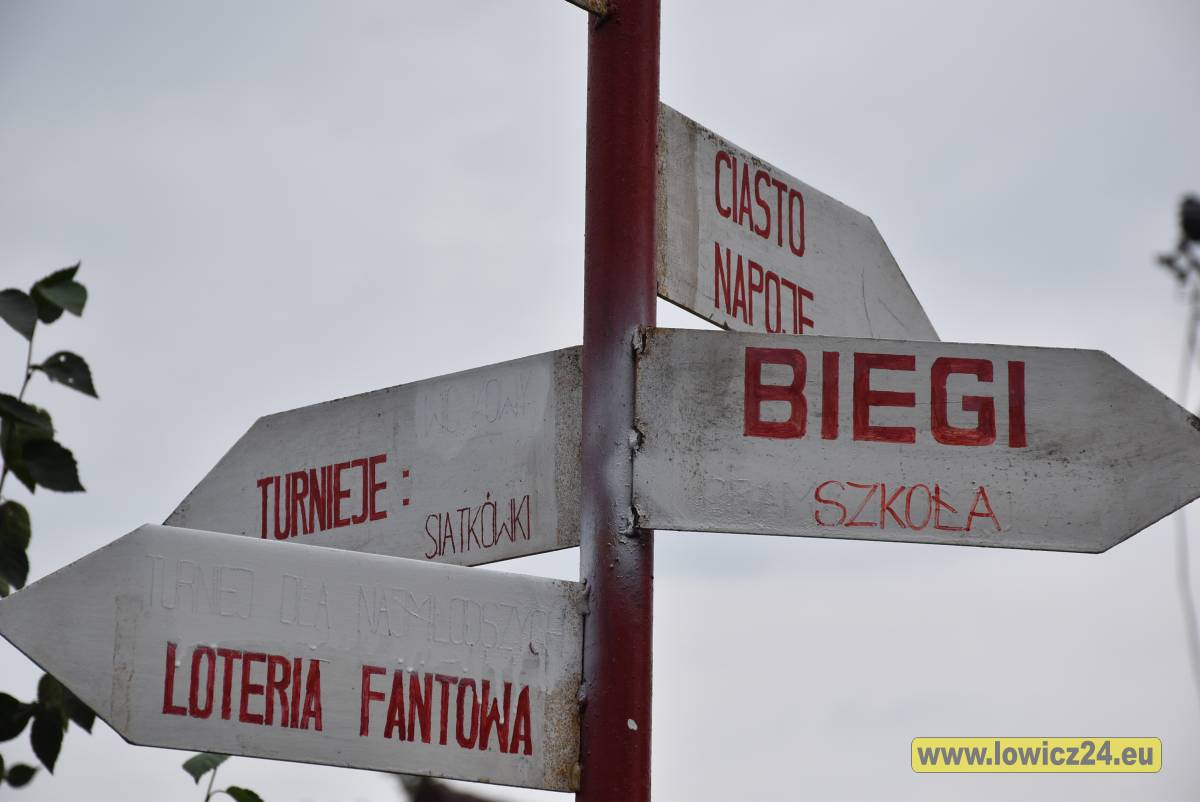 CIASTO
NAPOJE
BIEGI
SZKOŁA
TURNIEJE :
SIATKÓWKI
TURNIEJ DLA NAJMŁODSZYCH
LOTERIA FANTOWA
www.lowicz24.eu